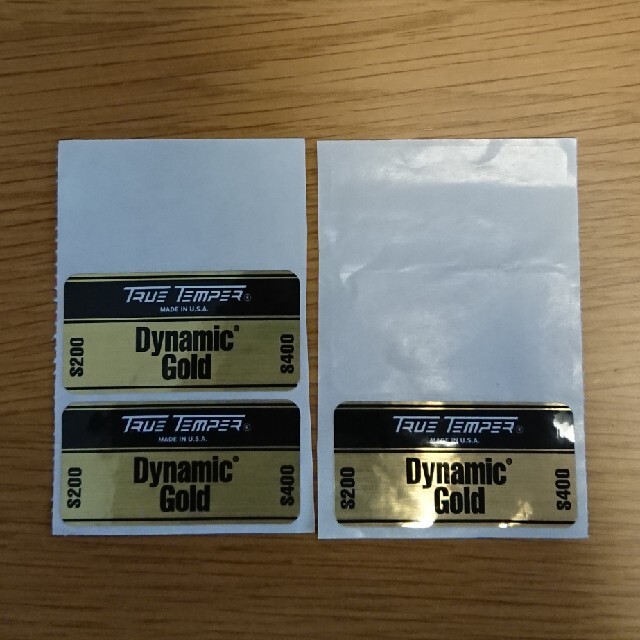 TRUE TEMPER®
MADE IN U.S.A.
Dynamic®
Gold
S200
S400
TRUE TEMPER®
MADE IN U.S.A.
Dynamic®
Gold
S200
S400
TRUE TEMPER®
MADE IN U.S.A.
Dynamic®
Gold
S200
S400